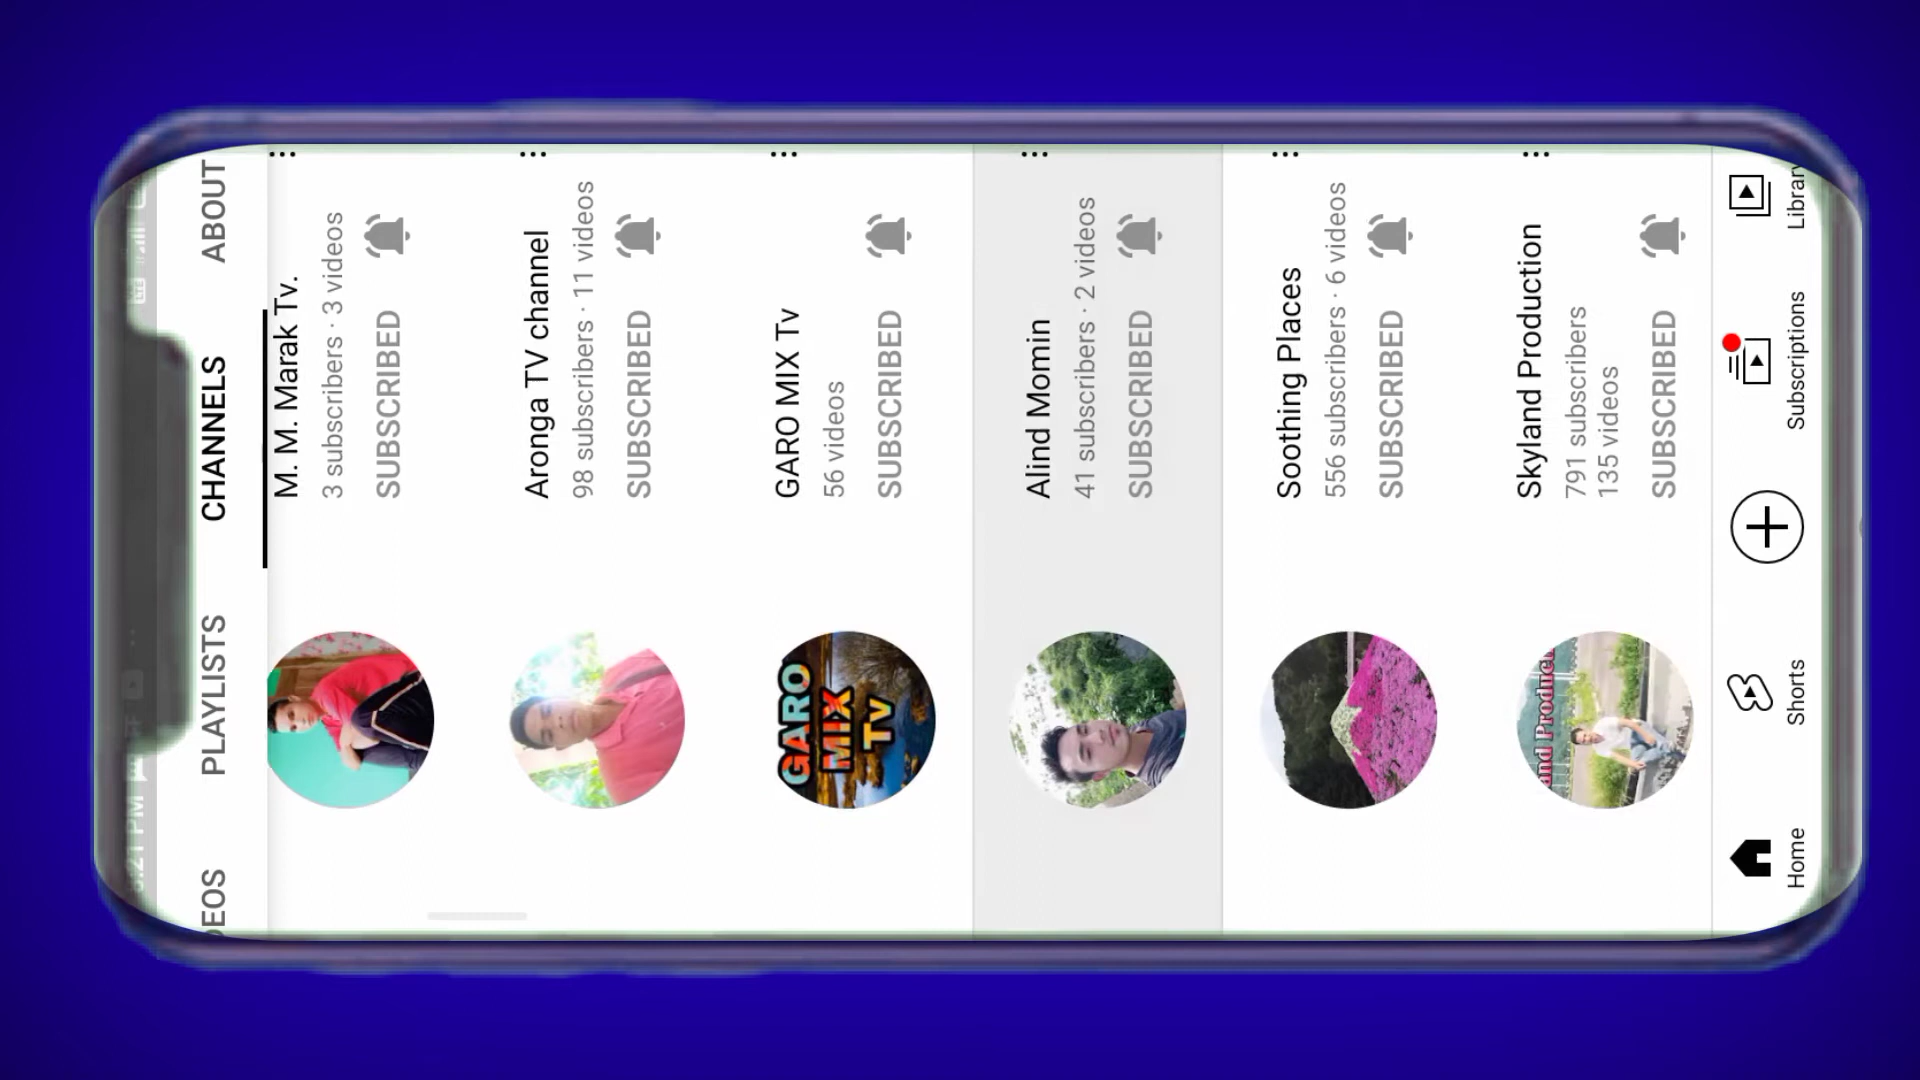 DEOS
PLAYLISTS
CHANNELS
ABOUT
M. M. Marak Tv.
3 subscribers · 3 videos
SUBSCRIBED
Aronga TV channel
98 subscribers · 11 videos
SUBSCRIBED
GARO
MIX
Tv
GARO MIX Tv
56 videos
SUBSCRIBED
Alind Momin
41 subscribers · 2 videos
SUBSCRIBED
Soothing Places
556 subscribers · 6 videos
SUBSCRIBED
Skyland Production
791 subscribers
135 videos
SUBSCRIBED
Home
Shorts
Subscriptions
Library